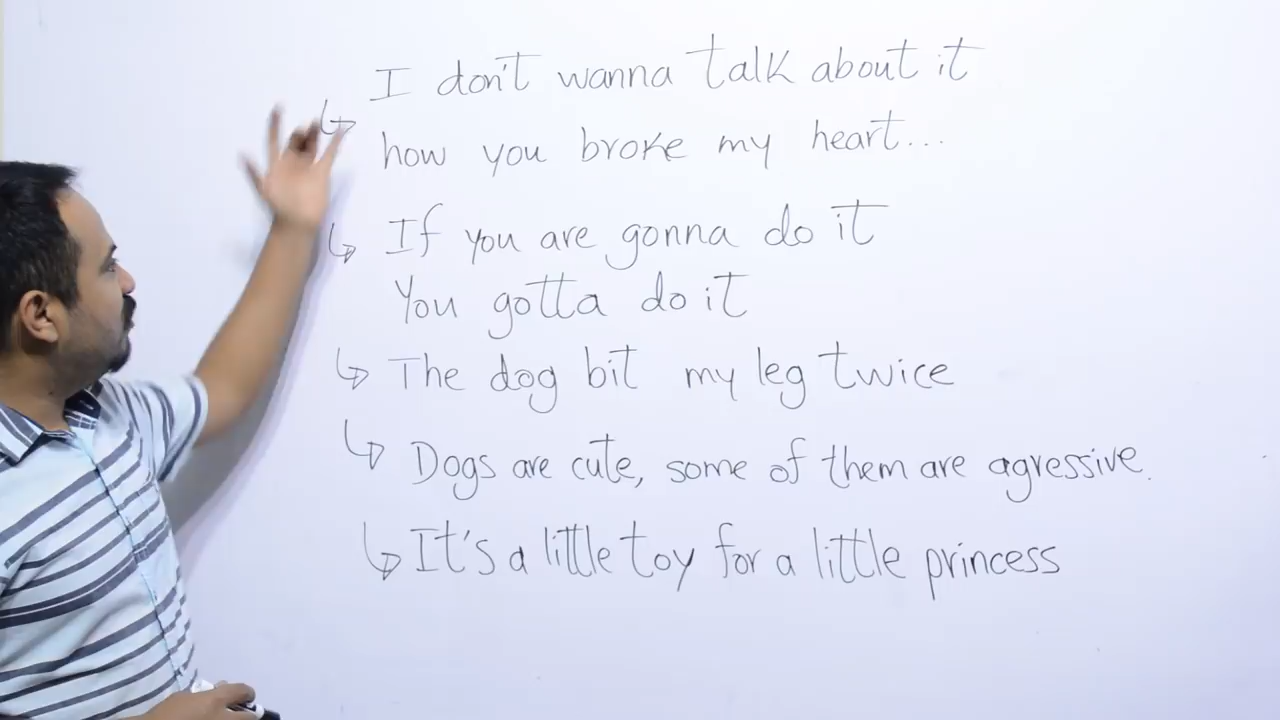 I don't wanna talk about it
how you broke my heart...
If you are gonna do it
You gotta do it
The dog bit my leg twice
Dogs are cute, some of them are agressive.
It's a little toy for a little princess